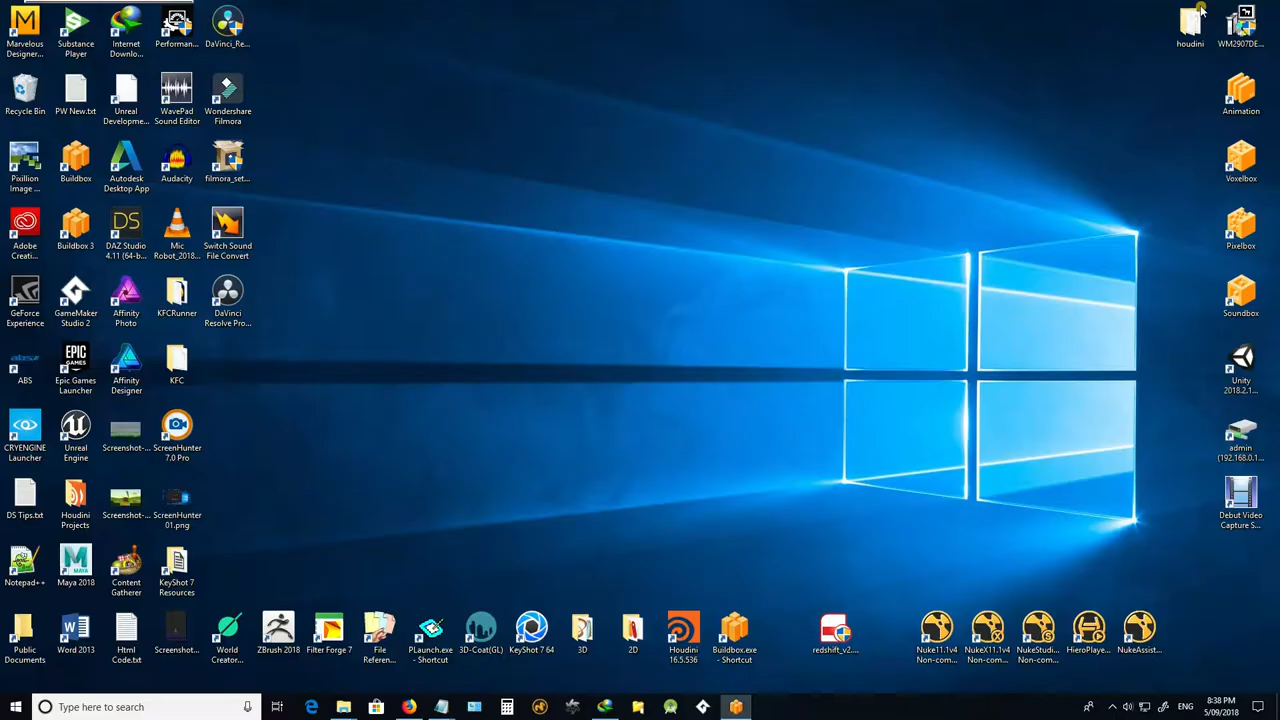 Marvelous
Designer...
Substance
Player
Internet
Downlo...
Performan...
DaVinci_Re...
houdini
WM2907DE...
Recycle Bin
PW New.txt
Unreal
Developme...
WavePad
Sound Editor
Wondershare
Filmora
Animation
Pixillion
Image ...
Buildbox
Autodesk
Desktop App
Audacity
filmora_set...
Voxelbox
Adobe
Creati...
Buildbox 3
DS
DAZ Studio
4.11 (64-b...
Mic
Robot_2018...
Switch Sound
File Convert
Pixelbox
GeForce
Experience
GameMaker
Studio 2
Affinity
Photo
KFCRunner
DaVinci
Resolve Pro...
Soundbox
abs
ABS
EPIC
GAMES
Epic Games
Launcher
Affinity
Designer
KFC
Unity
2018.2.1...
CRYENGINE
Launcher
Unreal
Engine
Screenshot-...
ScreenHunter
7.0 Pro
admin
(192.168.0.1...
DS Tips.txt
Houdini
Projects
Screenshot-...
ScreenHunter
01.png
Debut Video
Capture S...
Notepad++
Maya 2018
Content
Gatherer
KeyShot 7
Resources
Public
Documents
Word 2013
Html
Code.txt
Screenshot...
World
Creator...
ZBrush 2018
Filter Forge 7
File
Referen...
PLaunch.exe
- Shortcut
3D-Coat(GL)
KeyShot 7 64
3D
2D
Houdini
16.5.536
Buildbox.exe
- Shortcut
redshift_v2....
Nuke11.1v4
Non-com...
NukeX11.1v4
Non-com...
NukeStudi...
Non-com...
HieroPlaye...
NukeAssist...
Type here to search
ENG
8:38 PM
5/09/2018